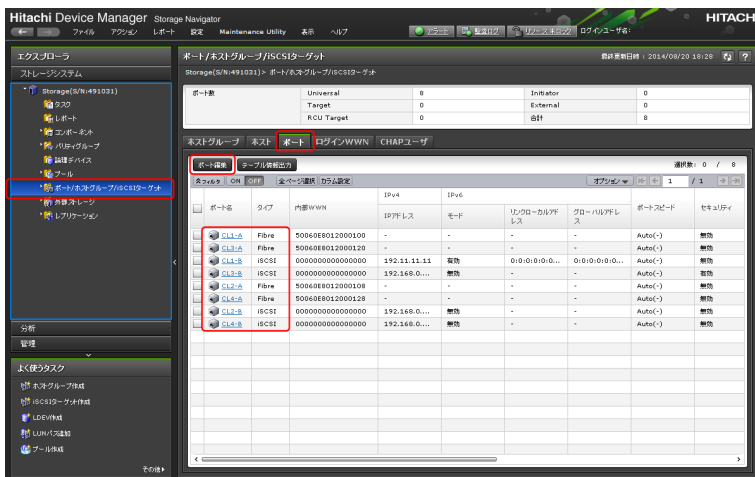 Hitachi Device Manager Storage Navigator
HITACHI
ファイル アクション レポート 設定 Maintenance Utility 表示 ヘルプ アラート 監査ログ リソースロック ログインユーザ名:
エクスプローラ
ストレージシステム
Storage(S/N:491031)
タスク
レポート
コンポーネント
パリティグループ
論理デバイス
プール
ポート/ホストグループ/iSCSIターゲット
外部ストレージ
レプリケーション
分析
管理
よく使うタスク
ホストグループ作成
iSCSIターゲット作成
LDEV作成
LUNパス追加
プール作成
その他
ポート/ホストグループ/iSCSIターゲット
最終更新日時 : 2014/08/20 18:28
Storage(S/N:491031)> ポート/ホストグループ/iSCSIターゲット
ポート数 Universal 8 Initiator 0
Target 0 External 0
RCU Target 0 合計 8
ホストグループ ホスト ポート ログインWWN CHAPユーザ
ポート編集 テーブル情報出力 選択数: 0 / 8
フィルタ ON OFF 全ページ選択 カラム設定 オプション 1 / 1
ポート名 タイプ 内部WWN IPv4 IPv6 ポートスピード セキュリティ
IPアドレス モード リンクローカルアドレス グローバルアドレス
CL1-A Fibre 50060E8012000100 - - - - Auto(-) 無効
CL3-A Fibre 50060E8012000120 - - - - Auto(-) 無効
CL1-B iSCSI 0000000000000000 192.11.11.11 有効 0:0:0:0:0:0... 0:0:0:0:0:0... Auto(-) 無効
CL3-B iSCSI 0000000000000000 192.168.0.... 無効 - - Auto(-) 有効
CL2-A Fibre 50060E8012000108 - - - - Auto(-) 無効
CL4-A Fibre 50060E8012000128 - - - - Auto(-) 無効
CL2-B iSCSI 0000000000000000 192.168.0.... 無効 - - Auto(-) 無効
CL4-B iSCSI 0000000000000000 192.168.0.... 無効 - - Auto(-) 無効